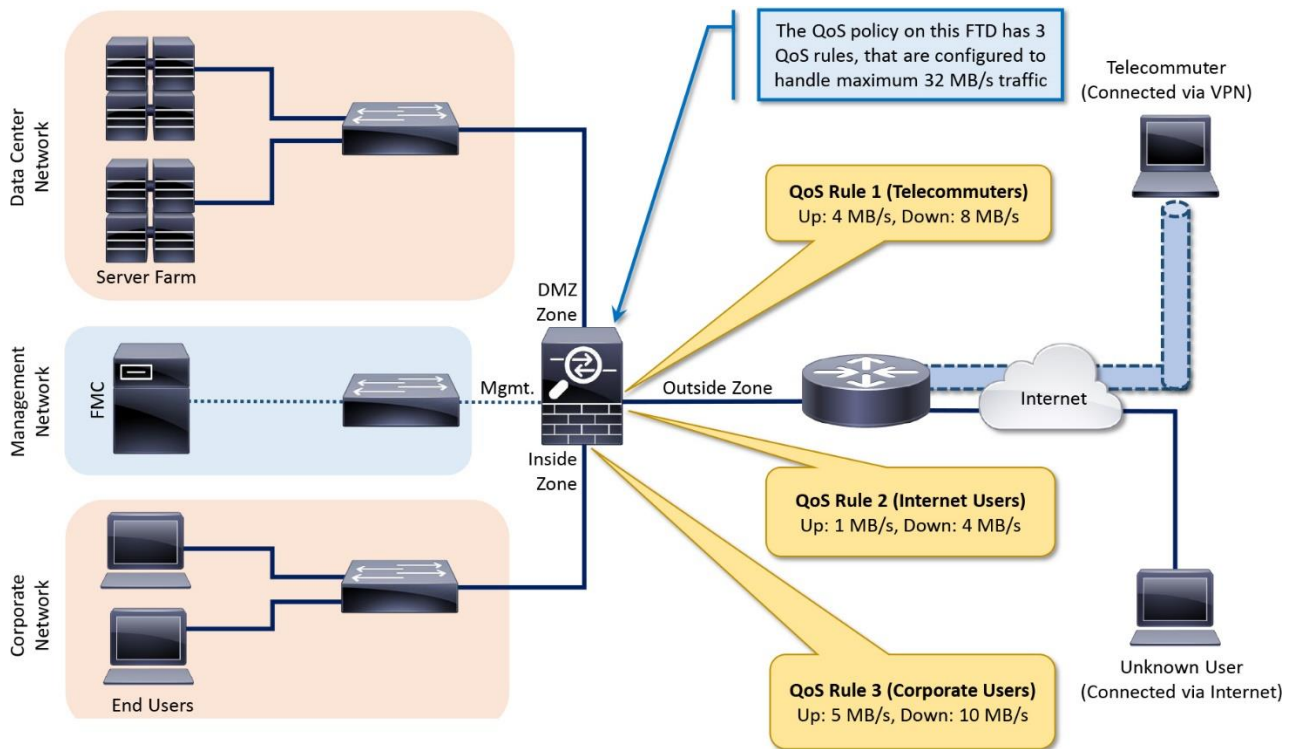 The QoS policy on this FTD has 3
QoS rules, that are configured to
handle maximum 32 MB/s traffic
Telecommuter
(Connected via VPN)
Data Center
Network
Server Farm
DMZ
Zone
QoS Rule 1 (Telecommuters)
Up: 4 MB/s, Down: 8 MB/s
Management
Network
FMC
Mgmt.
Outside Zone
Internet
Inside
Zone
QoS Rule 2 (Internet Users)
Up: 1 MB/s, Down: 4 MB/s
Corporate
Network
End Users
QoS Rule 3 (Corporate Users)
Up: 5 MB/s, Down: 10 MB/s
Unknown User
(Connected via Internet)